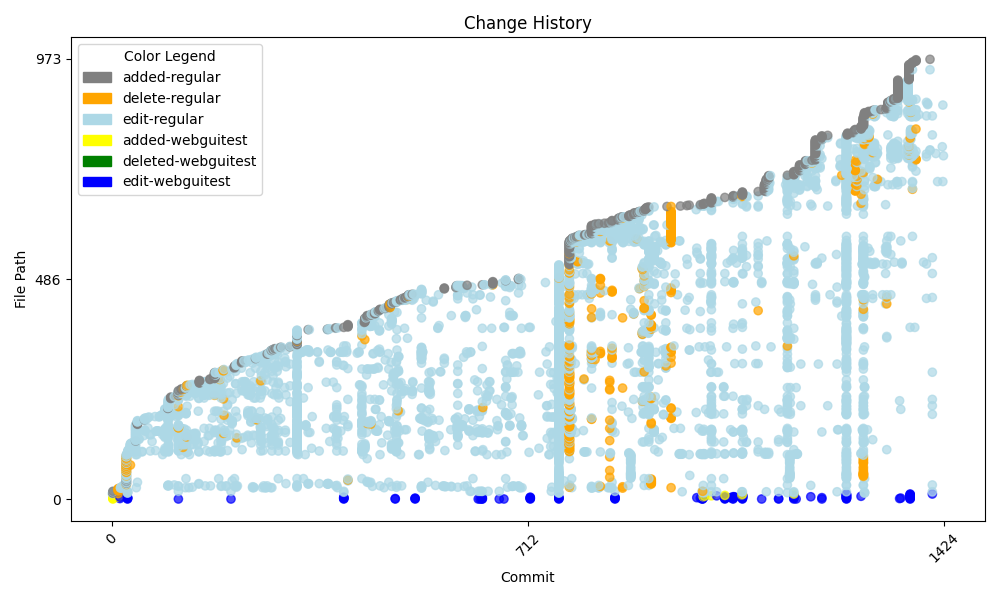 Change History
Color Legend
added-regular
delete-regular
edit-regular
added-webguitest
deleted-webguitest
edit-webguitest
973
486
0
File Path
0
712
1424
Commit